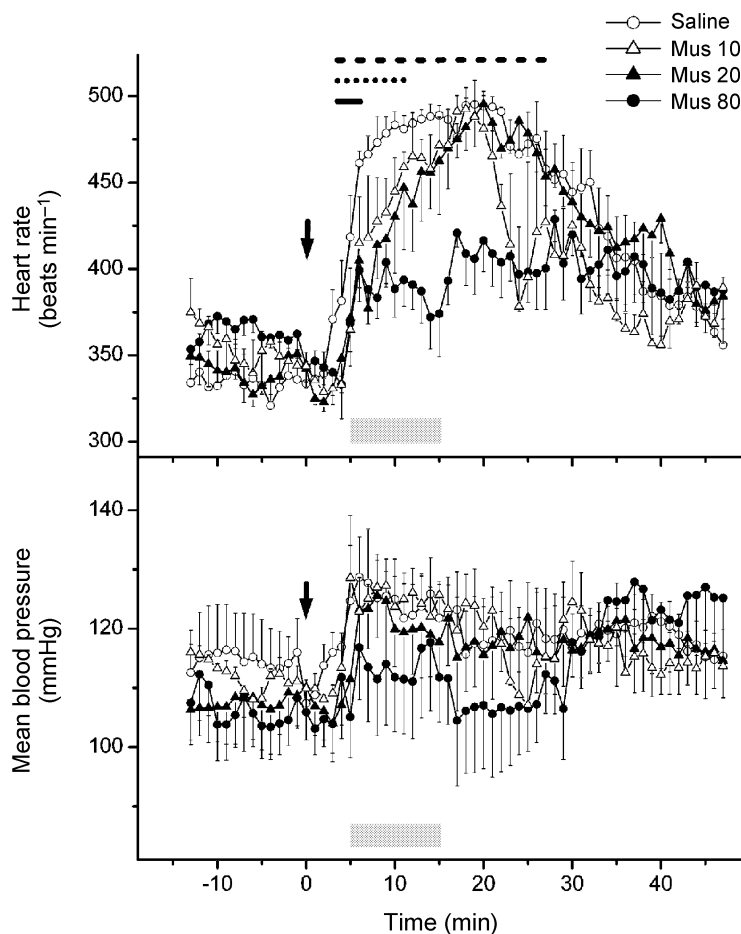 Saline
Mus 10
Mus 20
Mus 80
500
450
400
350
300
Heart rate
(beats min⁻¹)
140
120
100
Mean blood pressure
(mmHg)
-10 0 10 20 30 40
Time (min)